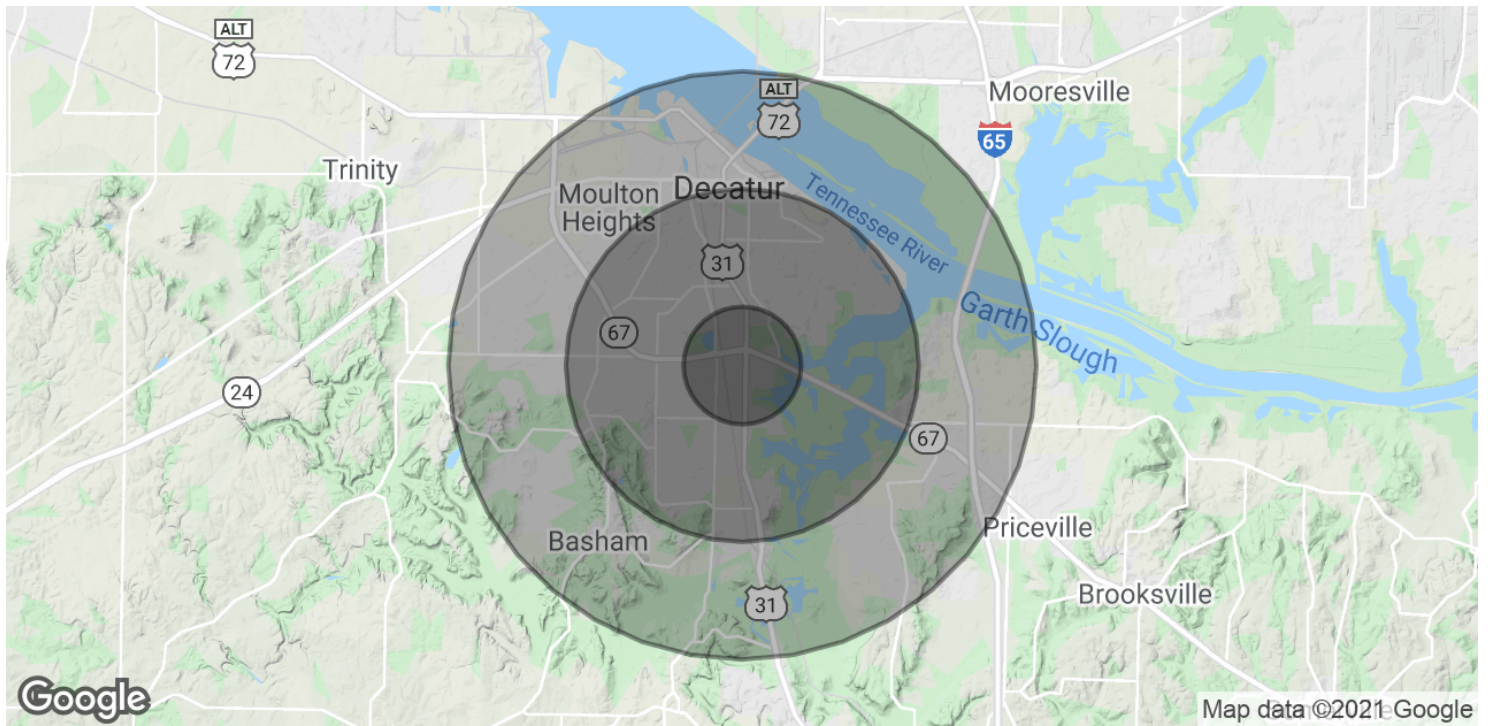 ALT
72
ALT
72
Mooresville
65
Trinity
Moulton
Heights
Decatur
Tennessee River
31
Garth Slough
67
24
67
Priceville
Basham
Brooksville
31
Google
Map data ©2021 Google